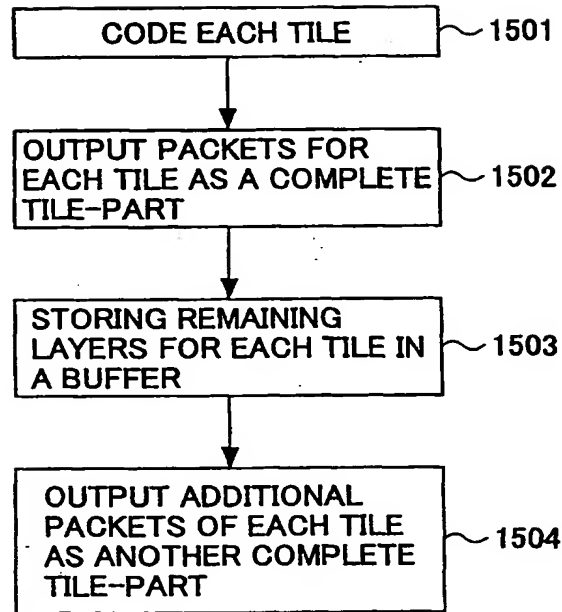 CODE EACH TILE
1501
OUTPUT PACKETS FOR
EACH TILE AS A COMPLETE
TILE-PART
1502
STORING REMAINING
LAYERS FOR EACH TILE IN
A BUFFER
1503
OUTPUT ADDITIONAL
PACKETS OF EACH TILE
AS ANOTHER COMPLETE
TILE-PART
1504